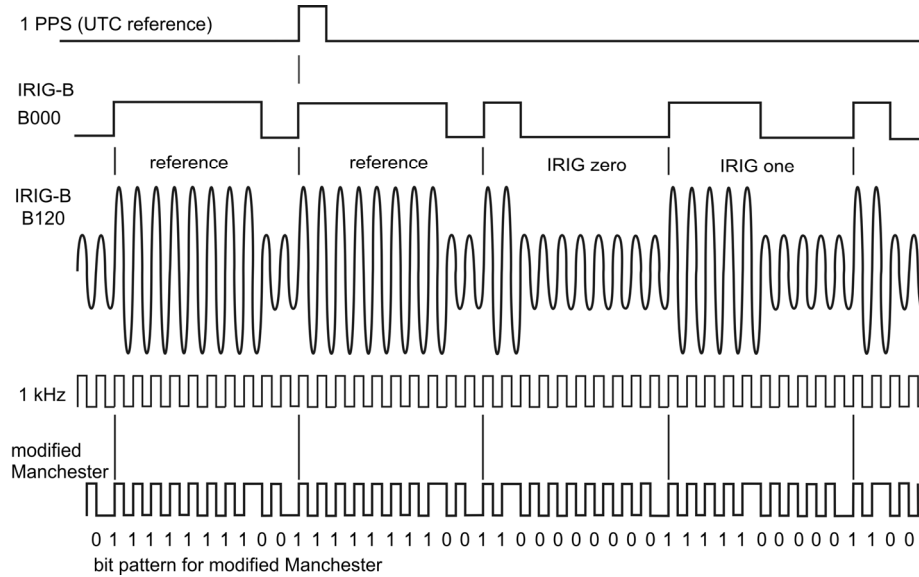 1 PPS (UTC reference)
IRIG-B
B000
reference
reference
IRIG zero
IRIG one
IRIG-B
B120
1 kHz
modified
Manchester
0 1 1 1 1 1 1 1 1 0 0 1 1 1 1 1 1 1 1 0 0 1 1 0 0 0 0 0 0 0 0 1 1 1 1 1 0 0 0 0 0 1 1 0 0
bit pattern for modified Manchester